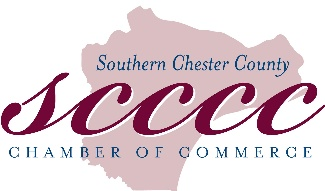 Southern Chester County
scccc
CHAMBER OF COMMERCE